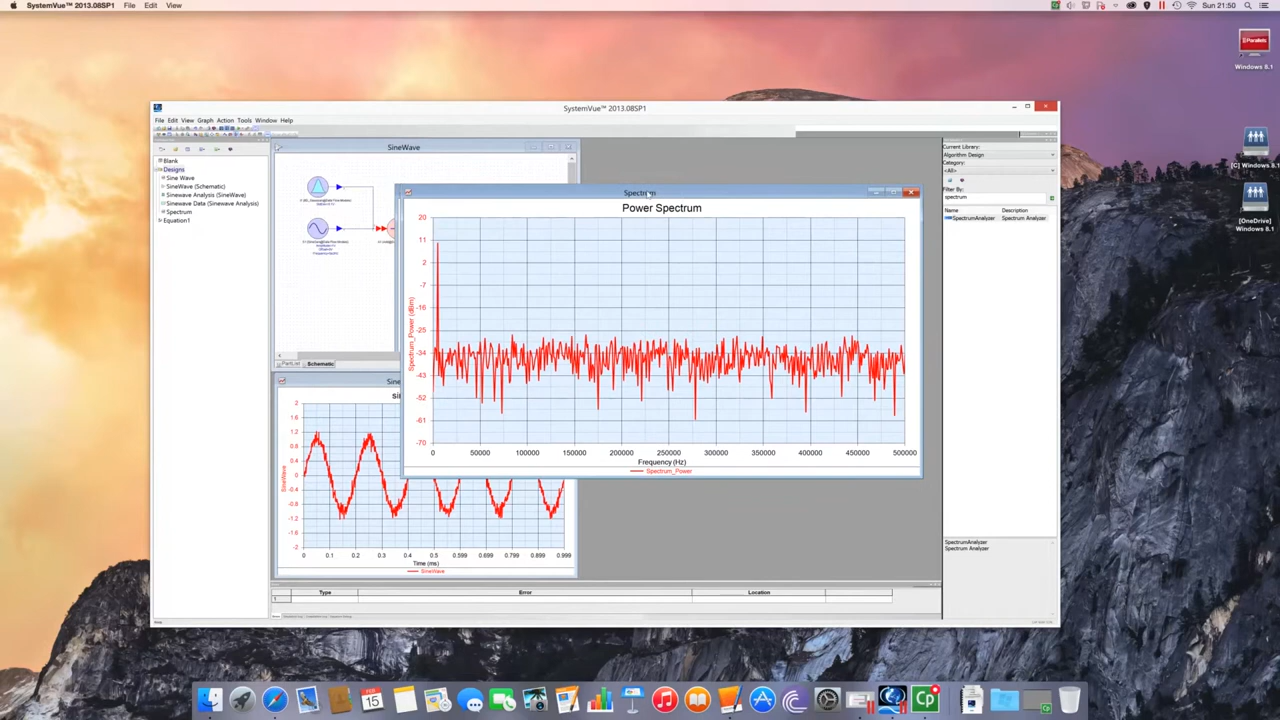 SystemVue™ 2013.08SP1 File Edit View Sun 21:50
Windows 8.1
[C] Windows 8.1
[OneDrive]
Windows 8.1
SystemVue™ 2013.08SP1
File Edit View Graph Action Tools Window Help
Blank
Designs
Sine Wave
SineWave (Schematic)
Sinewave Analysis (SineWave)
Sinewave Data (Sinewave Analysis)
Spectrum
Equation1
SineWave
PartList Schematic
Spectrum
Power Spectrum
20
11
2
-7
-16
-25
-34
-43
-52
-61
-70
Spectrum_Power (dBm)
0 50000 100000 150000 200000 250000 300000 350000 400000 450000 500000
Frequency (Hz)
Spectrum_Power
2
1.6
1.2
0.8
0.4
0
-0.4
-0.8
-1.2
-1.6
-2
SineWave
0 0.1 0.2 0.3 0.4 0.5 0.599 0.699 0.799 0.899 0.999
Time (ms)
SineWave
Type Error Location
1
Current Library:
Algorithm Design
Category:
<All>
Filter By:
spectrum
Name Description
SpectrumAnalyzer Spectrum Analyzer
SpectrumAnalyzer
Spectrum Analyzer
FEB
15
Cp